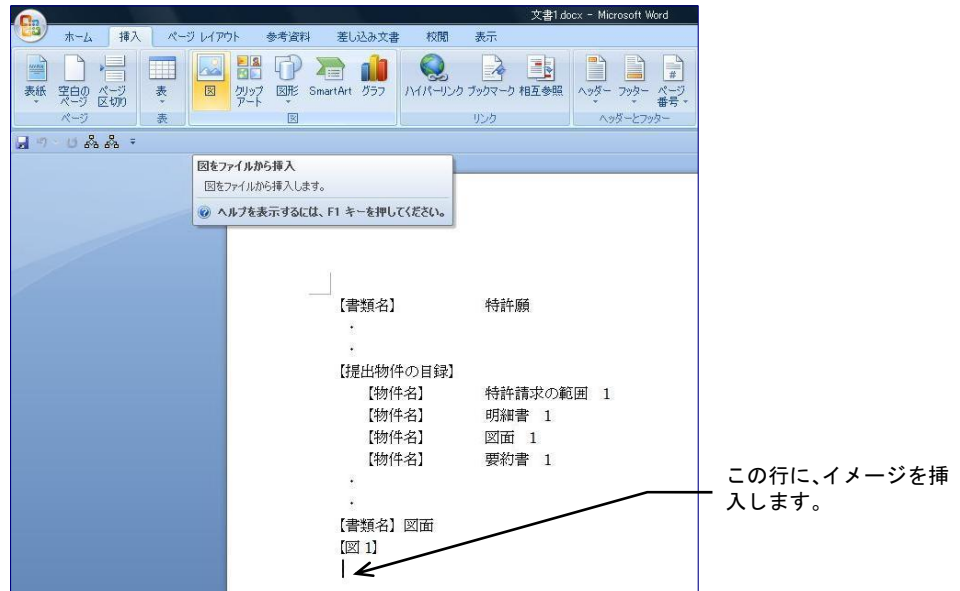 文書1.docx - Microsoft Word
ホーム 挿入 ページ レイアウト 参考資料 差し込み文書 校閲 表示
表紙 空白の ページ ページ 区切り 表 図 クリップ アート 図形 SmartArt グラフ ハイパーリンク ブックマーク 相互参照 ヘッダー フッター ページ 番号
ページ 表 図 リンク ヘッダーとフッター
図をファイルから挿入
図をファイルから挿入します。
ヘルプを表示するには、F1 キーを押してください。
【書類名】 特許願
・
・
【提出物件の目録】
【物件名】 特許請求の範囲 1
【物件名】 明細書 1
【物件名】 図面 1
【物件名】 要約書 1
・
・
【書類名】図面
【図 1】
この行に、イメージを挿
入します。